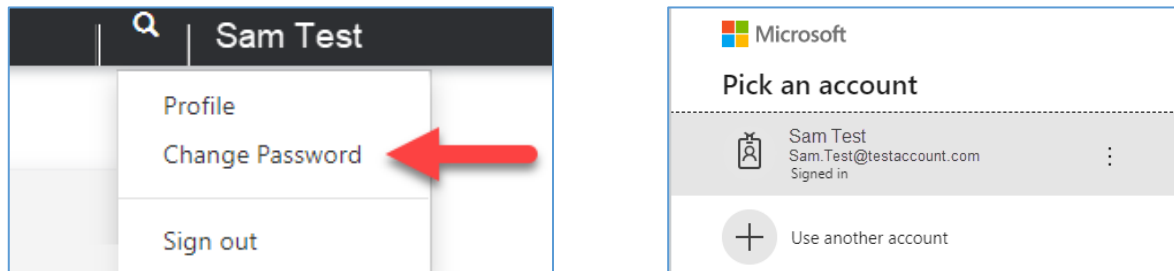 Sam Test
Profile
Change Password
Sign out
Microsoft
Pick an account
Sam Test
Sam.Test@testaccount.com
Signed in
Use another account